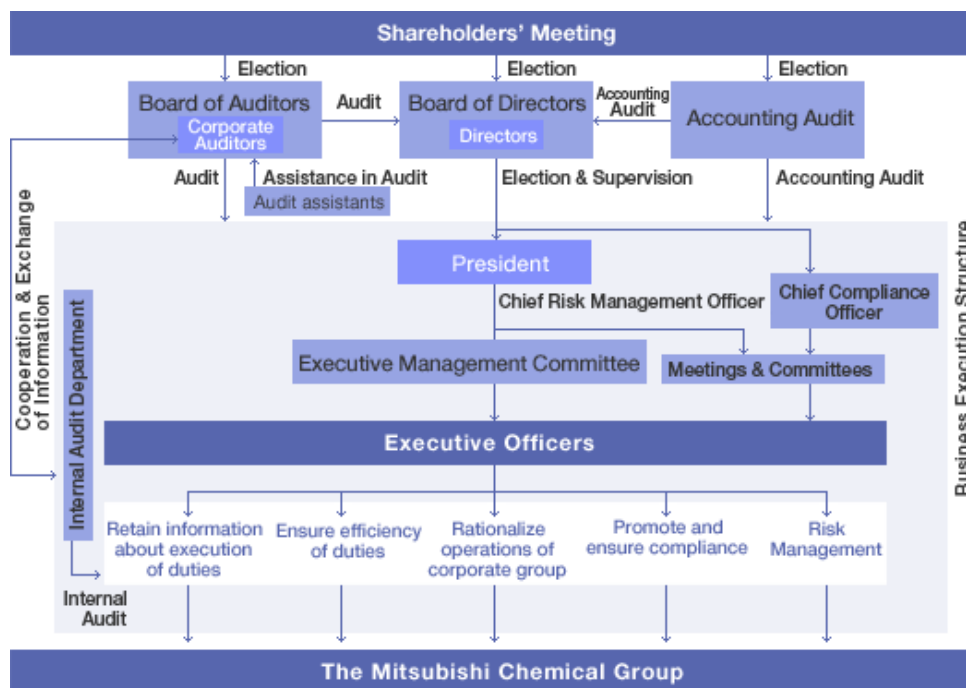 Shareholders' Meeting
Election
Election
Election
Board of Auditors
Corporate
Auditors
Audit
Board of Directors
Directors
Accounting
Audit
Accounting Audit
Audit
Assistance in Audit
Audit assistants
Election & Supervision
Accounting Audit
Cooperation & Exchange
of Information
President
Chief Risk Management Officer
Chief Compliance
Officer
Business Execution Structure
Internal Audit Department
Executive Management Committee
Meetings & Committees
Executive Officers
Retain information
about execution
of duties
Ensure efficiency
of duties
Rationalize
operations of
corporate group
Promote and
ensure compliance
Risk
Management
Internal
Audit
The Mitsubishi Chemical Group